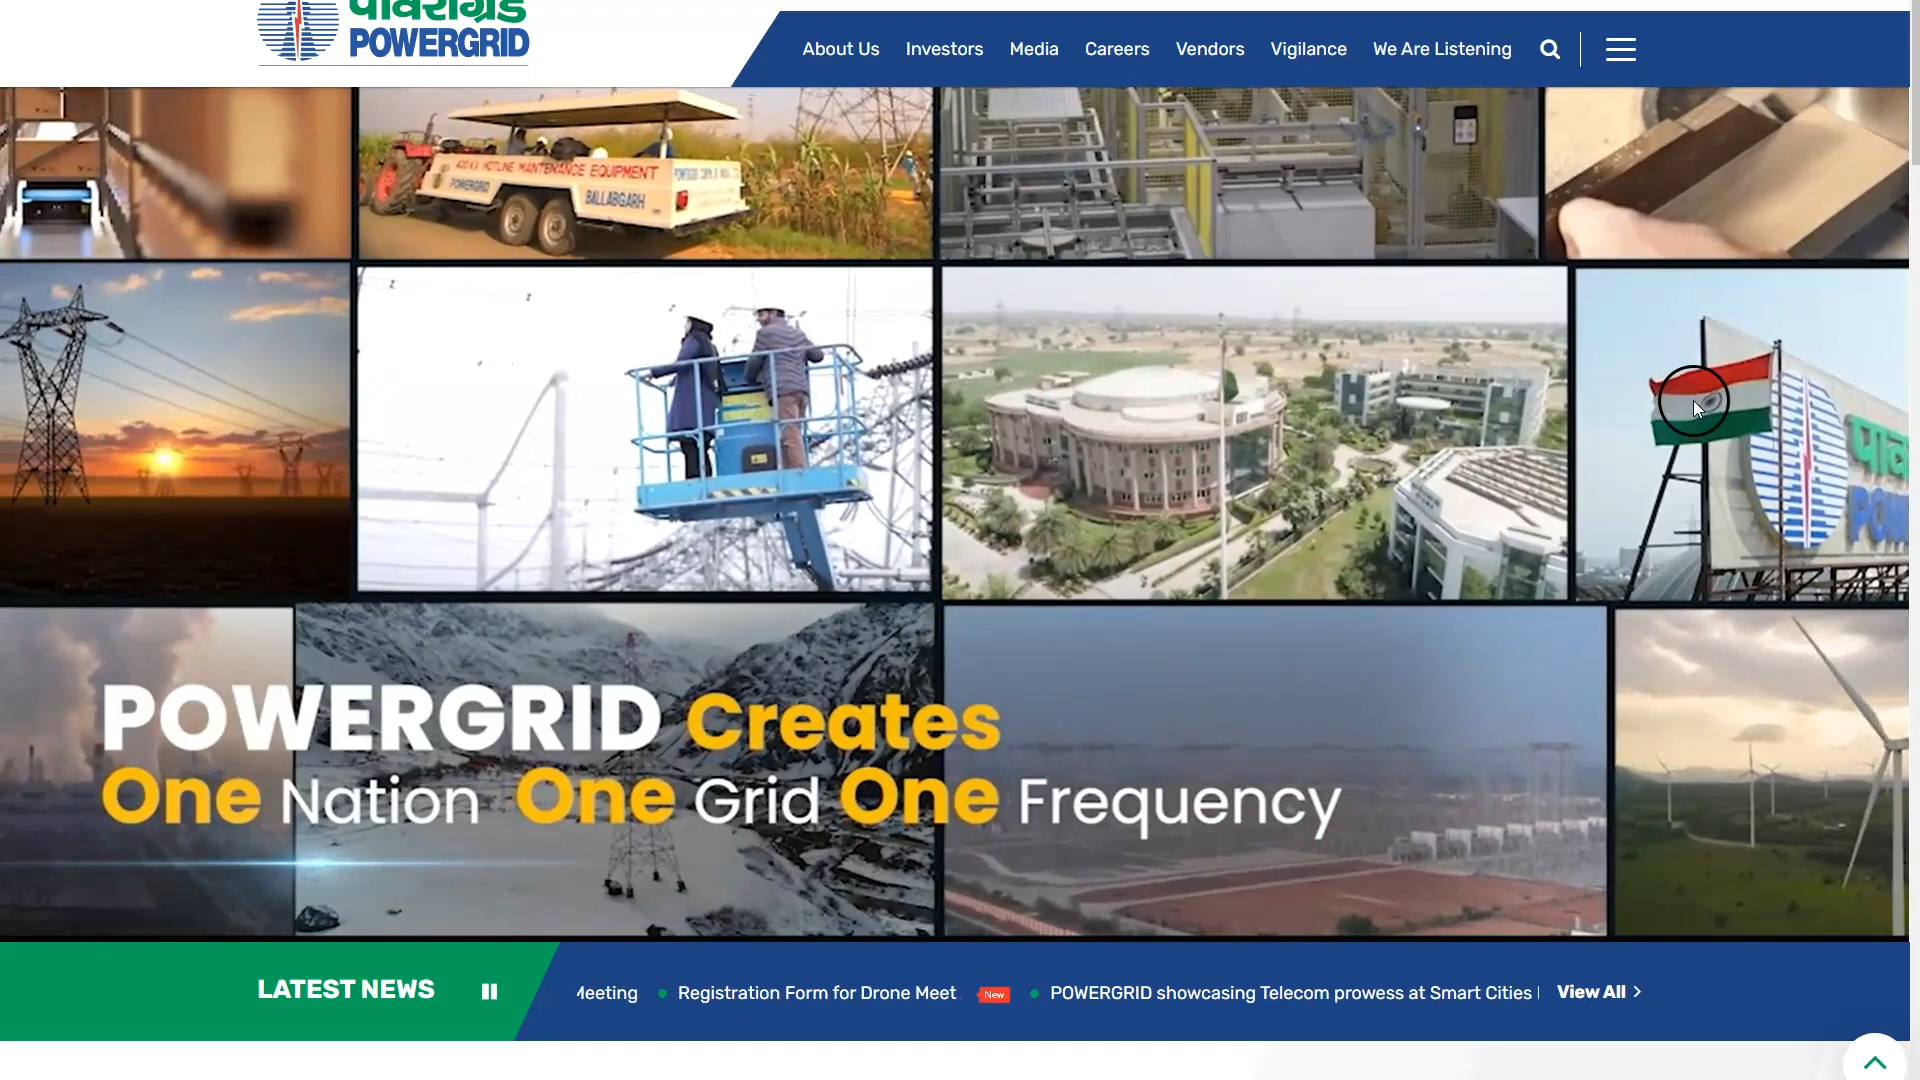 पावरग्रिड
POWERGRID
About Us
Investors
Media
Careers
Vendors
Vigilance
We Are Listening
400 K.V HOTLINE MAINTENANCE EQUIPMENT
POWERGRID
BALLABGARH
POWERGRID Creates
One Nation One Grid One Frequency
LATEST NEWS
Meeting
Registration Form for Drone Meet
New
POWERGRID showcasing Telecom prowess at Smart Cities
View All